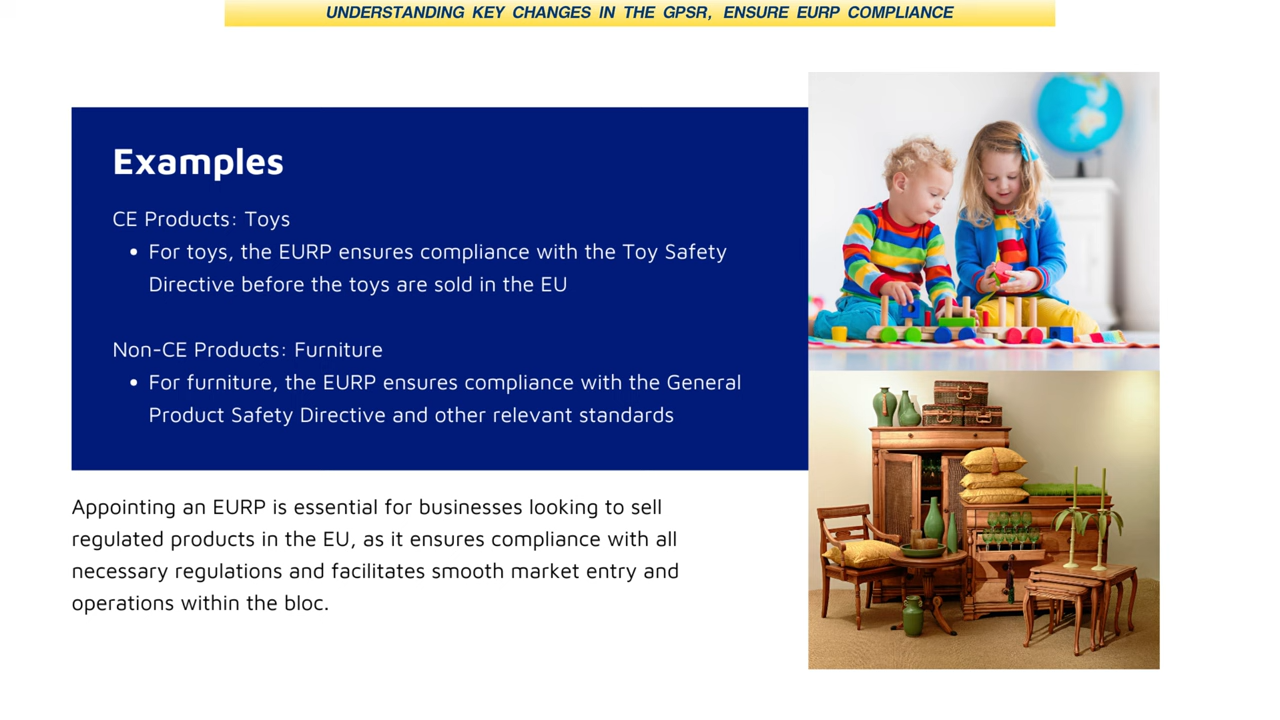 UNDERSTANDING KEY CHANGES IN THE GPSR, ENSURE EURP COMPLIANCE
Examples
CE Products: Toys
• For toys, the EURP ensures compliance with the Toy Safety
Directive before the toys are sold in the EU
Non-CE Products: Furniture
• For furniture, the EURP ensures compliance with the General
Product Safety Directive and other relevant standards
Appointing an EURP is essential for businesses looking to sell
regulated products in the EU, as it ensures compliance with all
necessary regulations and facilitates smooth market entry and
operations within the bloc.